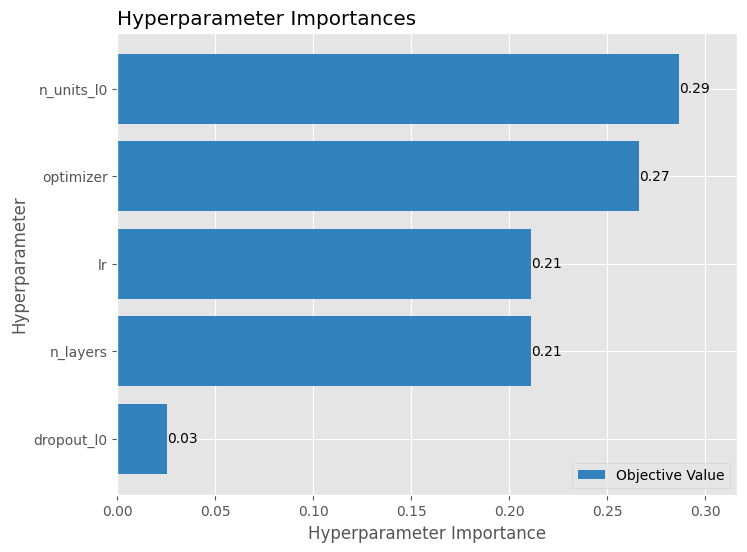 Hyperparameter Importances
Hyperparameter
n_units_l0
0.29
optimizer
0.27
lr
0.21
n_layers
0.21
dropout_l0
0.03
Objective Value
0.00 0.05 0.10 0.15 0.20 0.25 0.30
Hyperparameter Importance